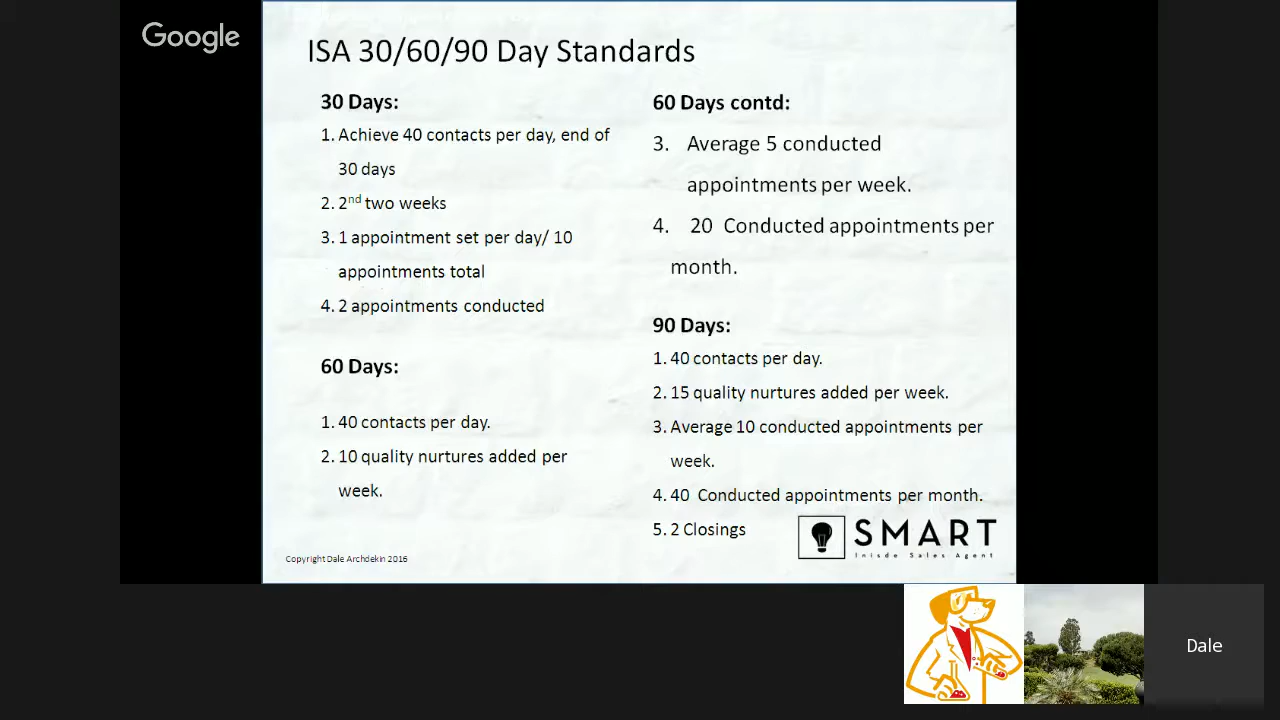 Google
ISA 30/60/90 Day Standards
30 Days:
1. Achieve 40 contacts per day, end of
30 days
2. 2nd two weeks
3. 1 appointment set per day/ 10
appointments total
4. 2 appointments conducted
60 Days:
1. 40 contacts per day.
2. 10 quality nurtures added per
week.
60 Days contd:
3. Average 5 conducted
appointments per week.
4. 20 Conducted appointments per
month.
90 Days:
1. 40 contacts per day.
2. 15 quality nurtures added per week.
3. Average 10 conducted appointments per
week.
4. 40 Conducted appointments per month.
5. 2 Closings
SMART
Inisde Sales Agent
Copyright Dale Archdekin 2016
Dale